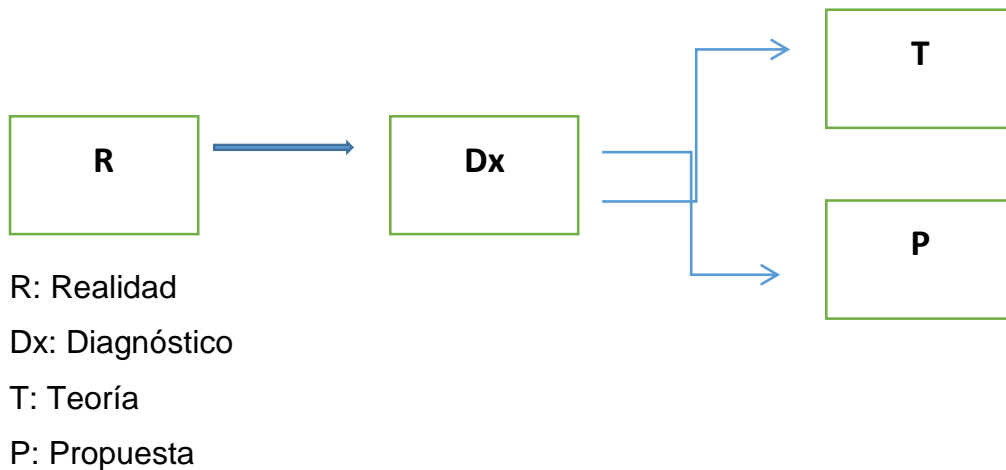 T
R
Dx
P
R: Realidad
Dx: Diagnóstico
T: Teoría
P: Propuesta